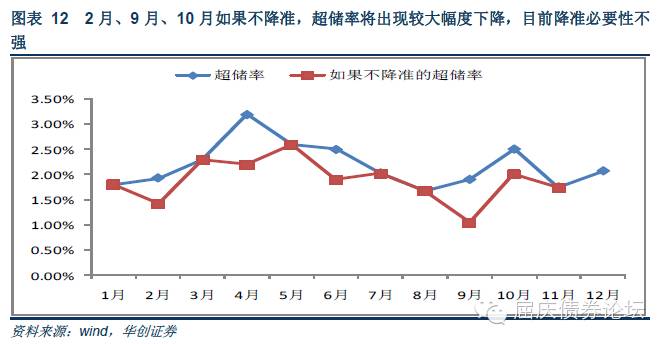 图表 12 2 月、9 月、10 月如果不降准，超储率将出现较大幅度下降，目前降准必要性不
强
超储率 如果不降准的超储率
3.50%
3.00%
2.50%
2.00%
1.50%
1.00%
0.50%
0.00%
1月 2月 3月 4月 5月 6月 7月 8月 9月 10月 11月 12月
屈庆债券论坛
资料来源：wind，华创证券